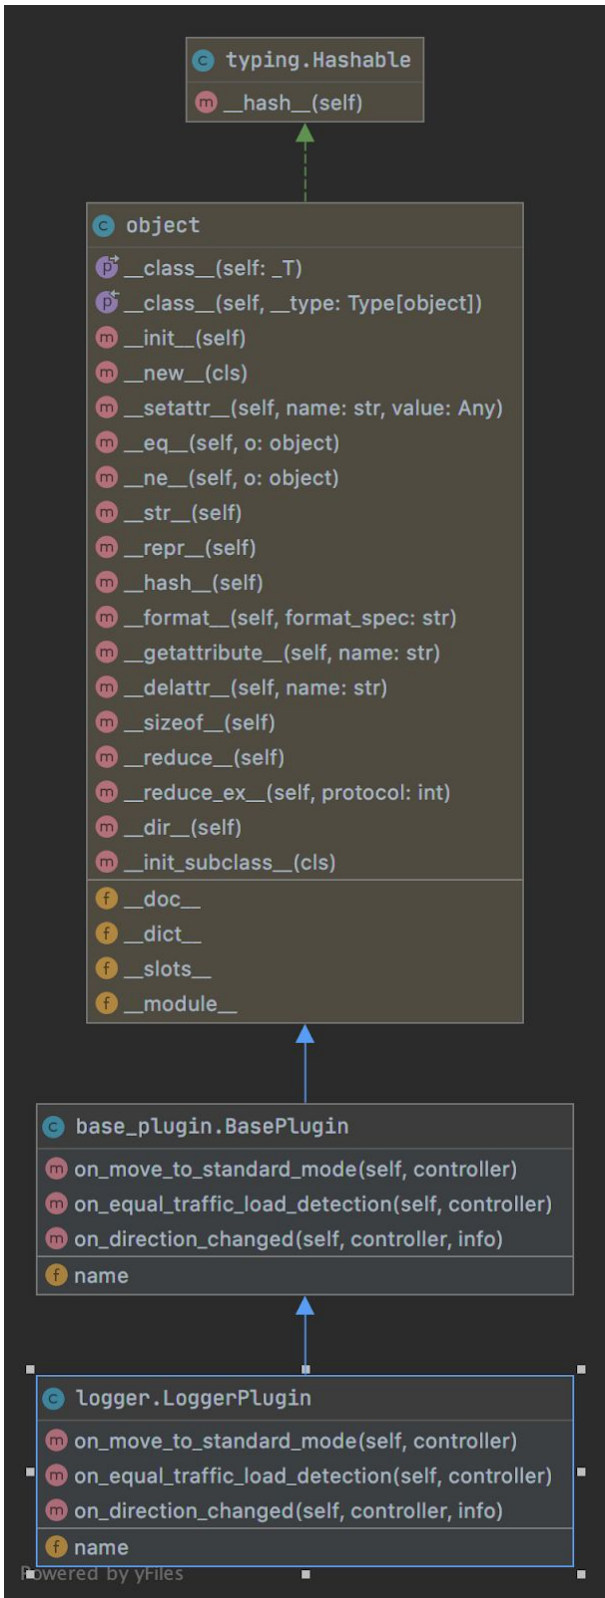 typing.Hashable
__hash__(self)
object
__class__(self: _T)
__class__(self, __type: Type[object])
__init__(self)
__new__(cls)
__setattr__(self, name: str, value: Any)
__eq__(self, o: object)
__ne__(self, o: object)
__str__(self)
__repr__(self)
__hash__(self)
__format__(self, format_spec: str)
__getattribute__(self, name: str)
__delattr__(self, name: str)
__sizeof__(self)
__reduce__(self)
__reduce_ex__(self, protocol: int)
__dir__(self)
__init_subclass__(cls)
__doc__
__dict__
__slots__
__module__
base_plugin.BasePlugin
on_move_to_standard_mode(self, controller)
on_equal_traffic_load_detection(self, controller)
on_direction_changed(self, controller, info)
name
logger.LoggerPlugin
on_move_to_standard_mode(self, controller)
on_equal_traffic_load_detection(self, controller)
on_direction_changed(self, controller, info)
name
Powered by yFiles